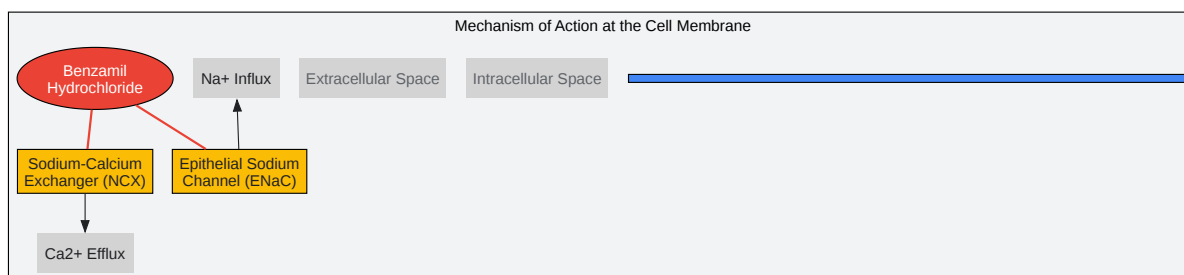 Mechanism of Action at the Cell Membrane
Benzamil
Hydrochloride
Na+ Influx
Extracellular Space
Intracellular Space
Sodium-Calcium
Exchanger (NCX)
Epithelial Sodium
Channel (ENaC)
Ca2+ Efflux